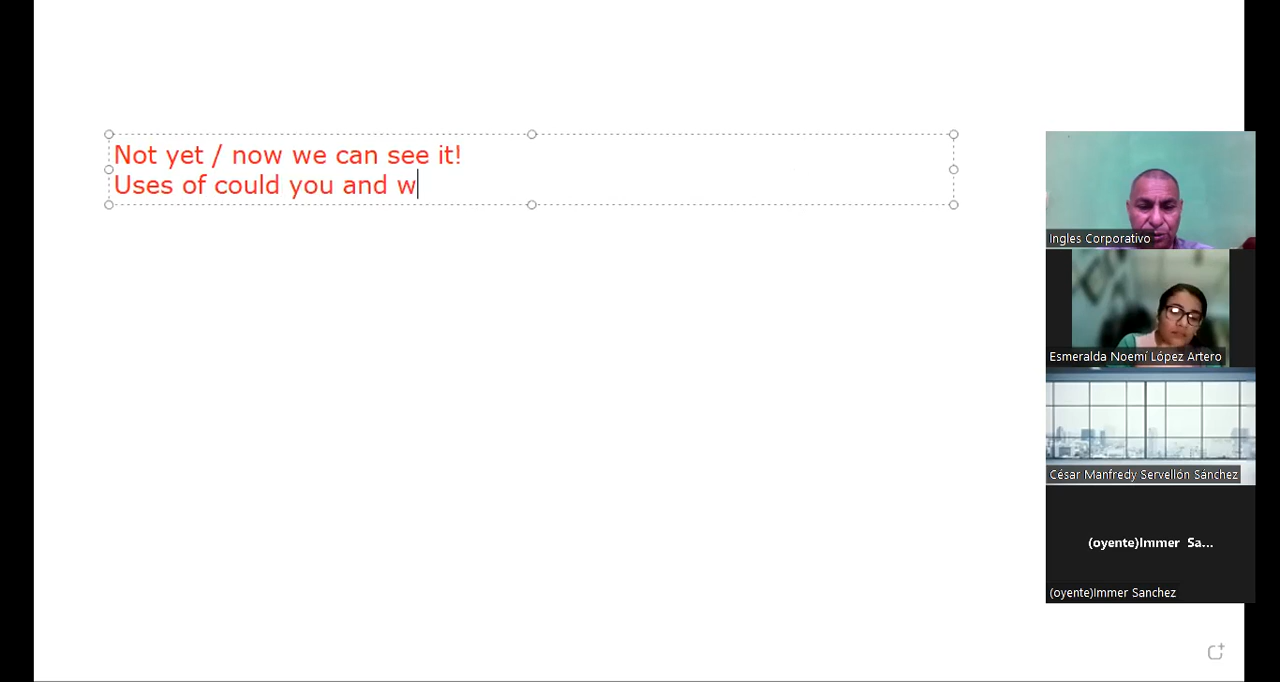 Not yet / now we can see it!
Uses of could you and w
Ingles Corporativo
Esmeralda Noemí López Artero
César Manfredy Servellón Sánchez
(oyente)Immer Sa...
(oyente)Immer Sanchez